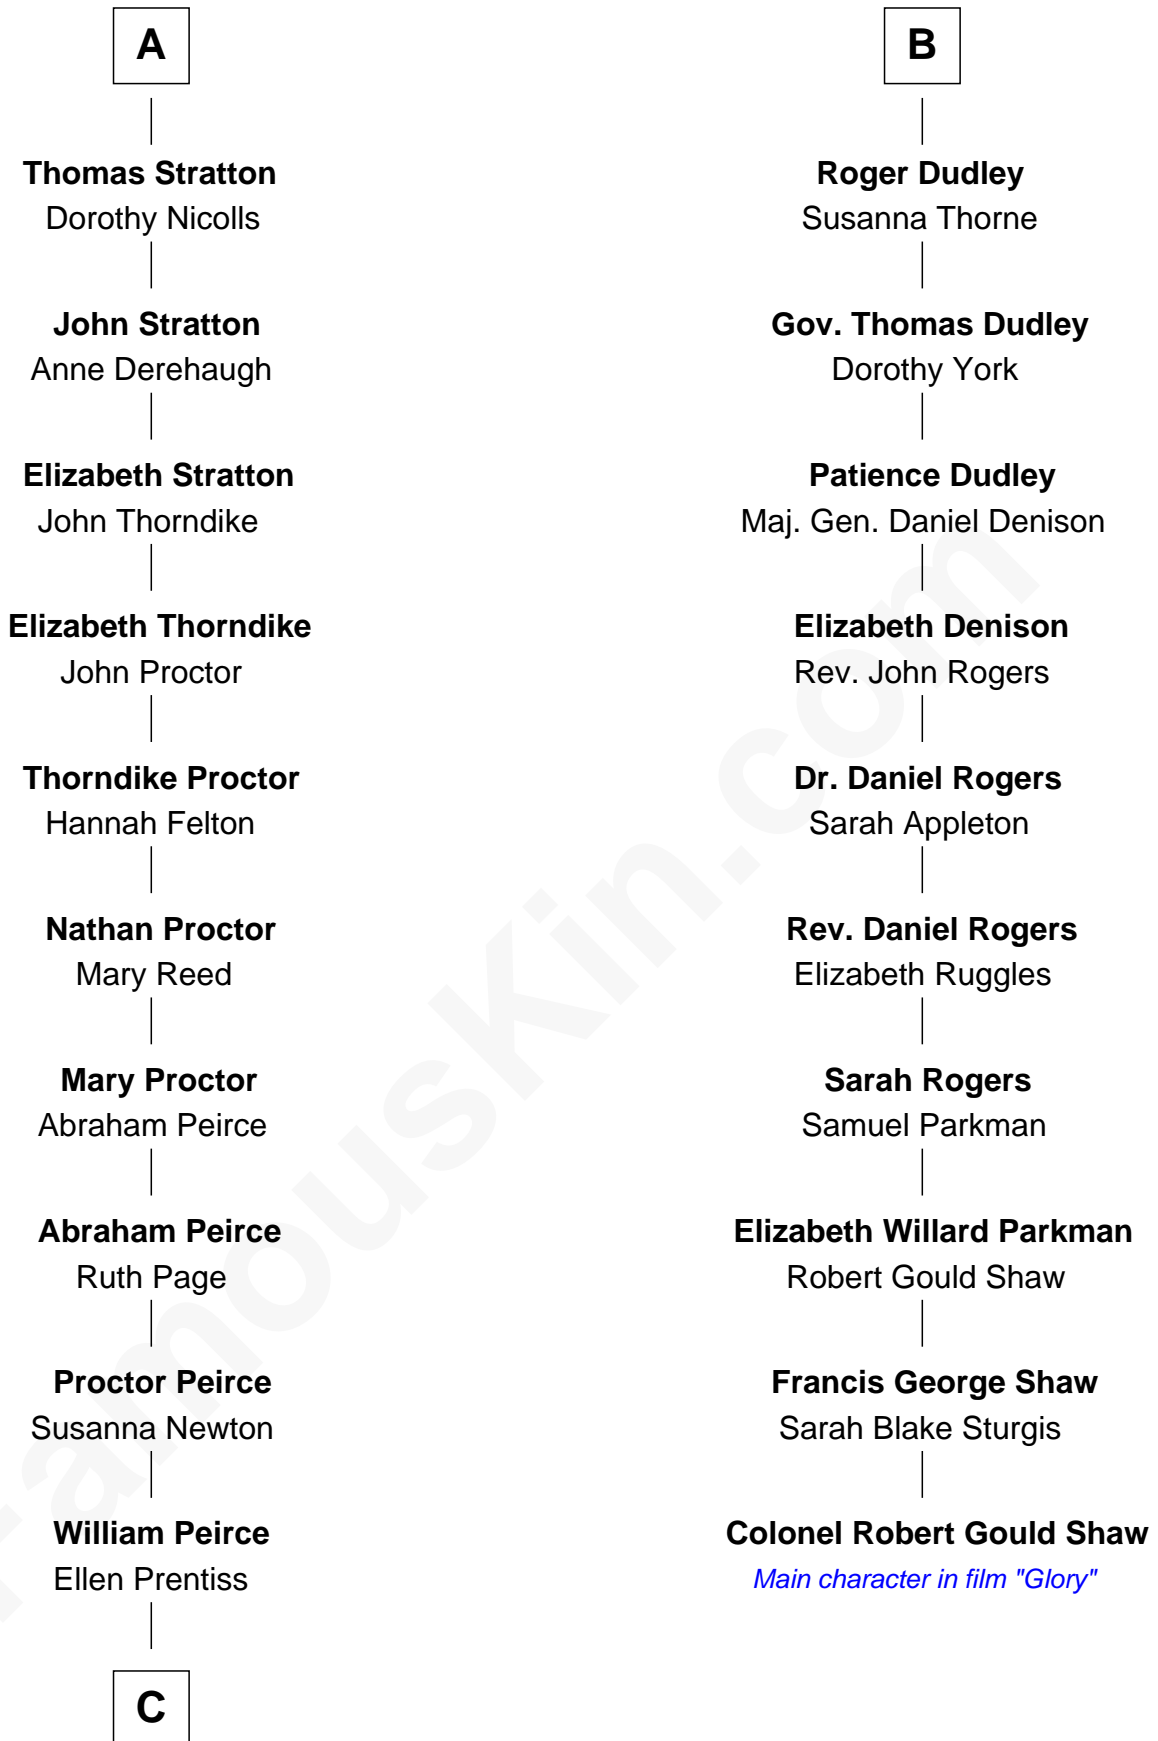 A
Thomas Stratton
Dorothy Nicolls
John Stratton
Anne Derehaugh
Elizabeth Stratton
John Thorndike
Elizabeth Thorndike
John Proctor
Thorndike Proctor
Hannah Felton
Nathan Proctor
Mary Reed
Mary Proctor
Abraham Peirce
Abraham Peirce
Ruth Page
Proctor Peirce
Susanna Newton
William Peirce
Ellen Prentiss
C
B
Roger Dudley
Susanna Thorne
Gov. Thomas Dudley
Dorothy York
Patience Dudley
Maj. Gen. Daniel Denison
Elizabeth Denison
Rev. John Rogers
Dr. Daniel Rogers
Sarah Appleton
Rev. Daniel Rogers
Elizabeth Ruggles
Sarah Rogers
Samuel Parkman
Elizabeth Willard Parkman
Robert Gould Shaw
Francis George Shaw
Sarah Blake Sturgis
Colonel Robert Gould Shaw
Main character in film "Glory"
FamousKin.com